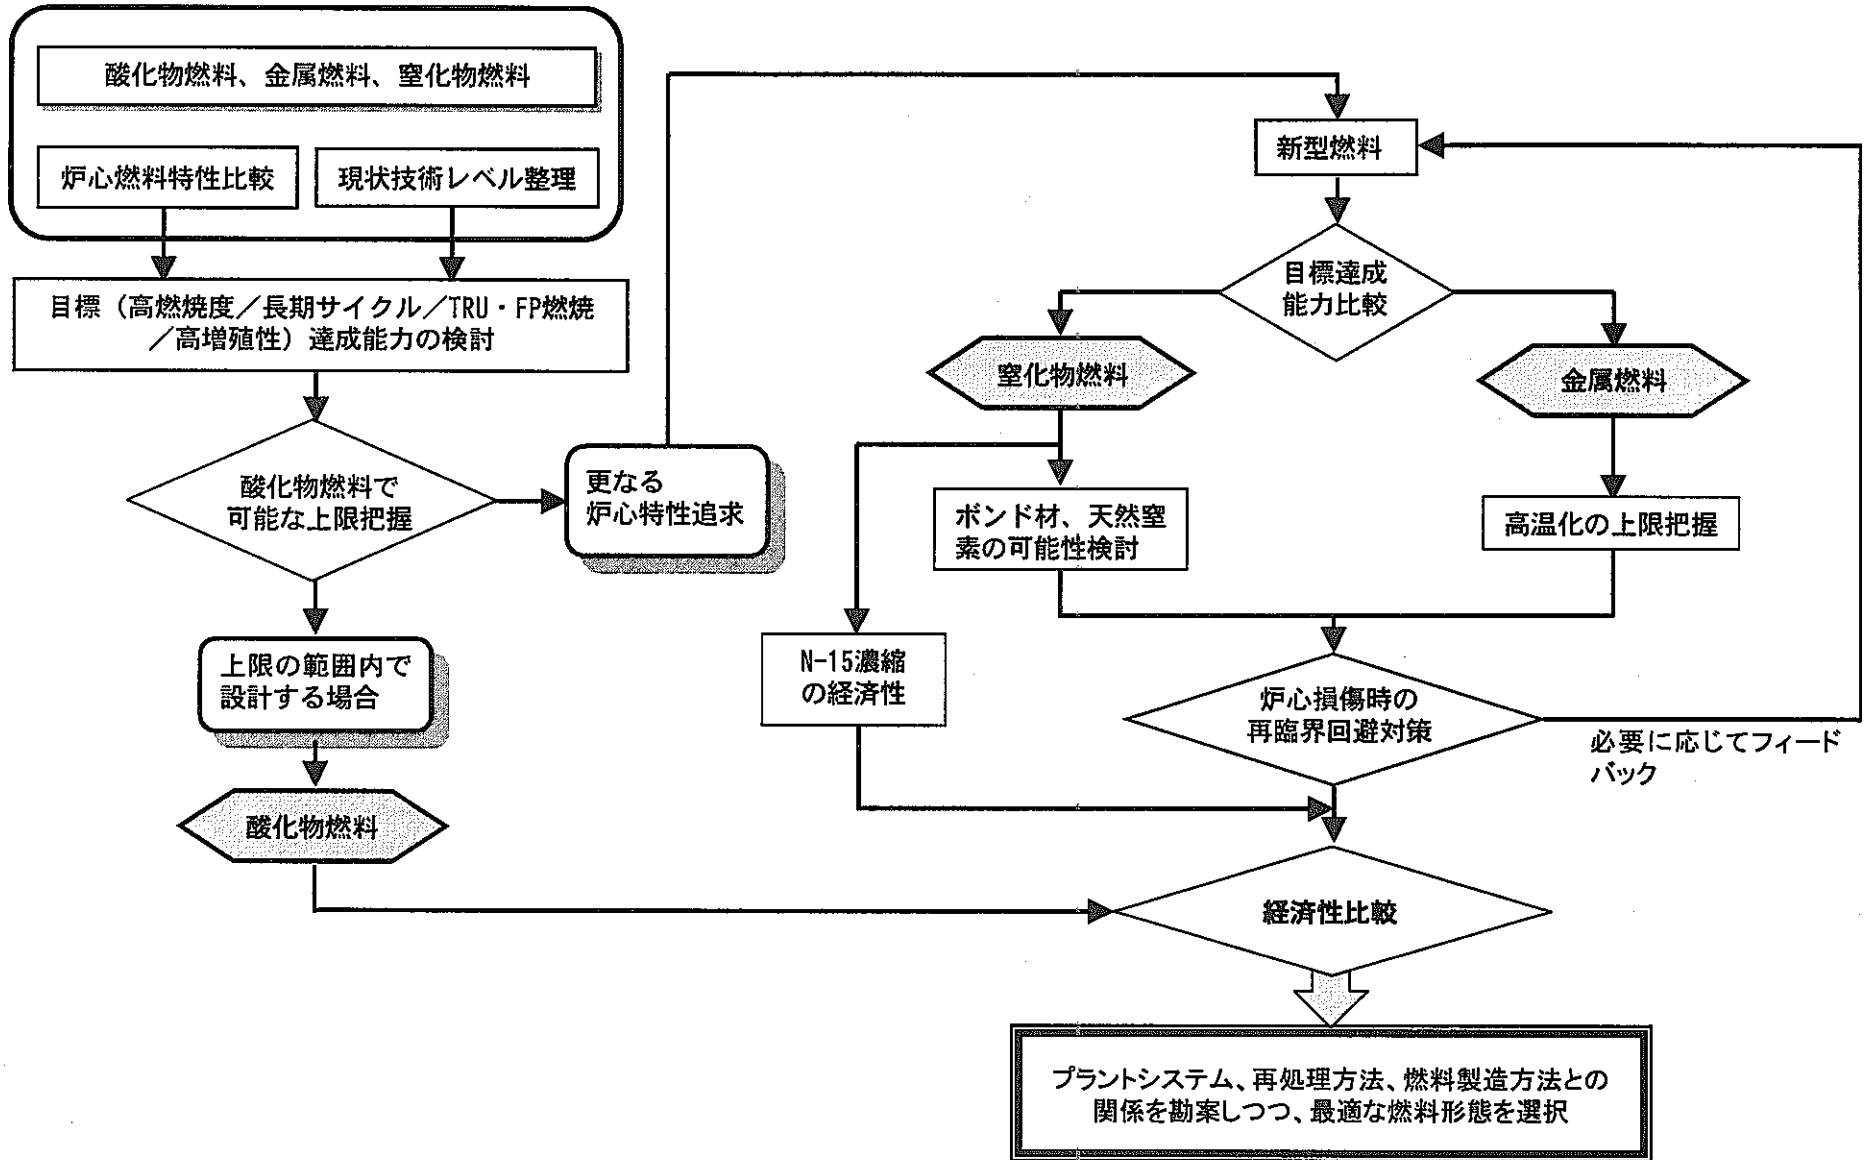 酸化物燃料、金属燃料、窒化物燃料
炉心燃料特性比較
現状技術レベル整理
目標（高燃焼度／長期サイクル／TRU・FP燃焼
／高増殖性）達成能力の検討
酸化物燃料で
可能な上限把握
更なる
炉心特性追求
上限の範囲内で
設計する場合
酸化物燃料
新型燃料
目標達成
能力比較
窒化物燃料
金属燃料
ボンド材、天然窒
素の可能性検討
高温化の上限把握
N-15濃縮
の経済性
炉心損傷時の
再臨界回避対策
必要に応じてフィード
バック
経済性比較
プラントシステム、再処理方法、燃料製造方法との
関係を勘案しつつ、最適な燃料形態を選択